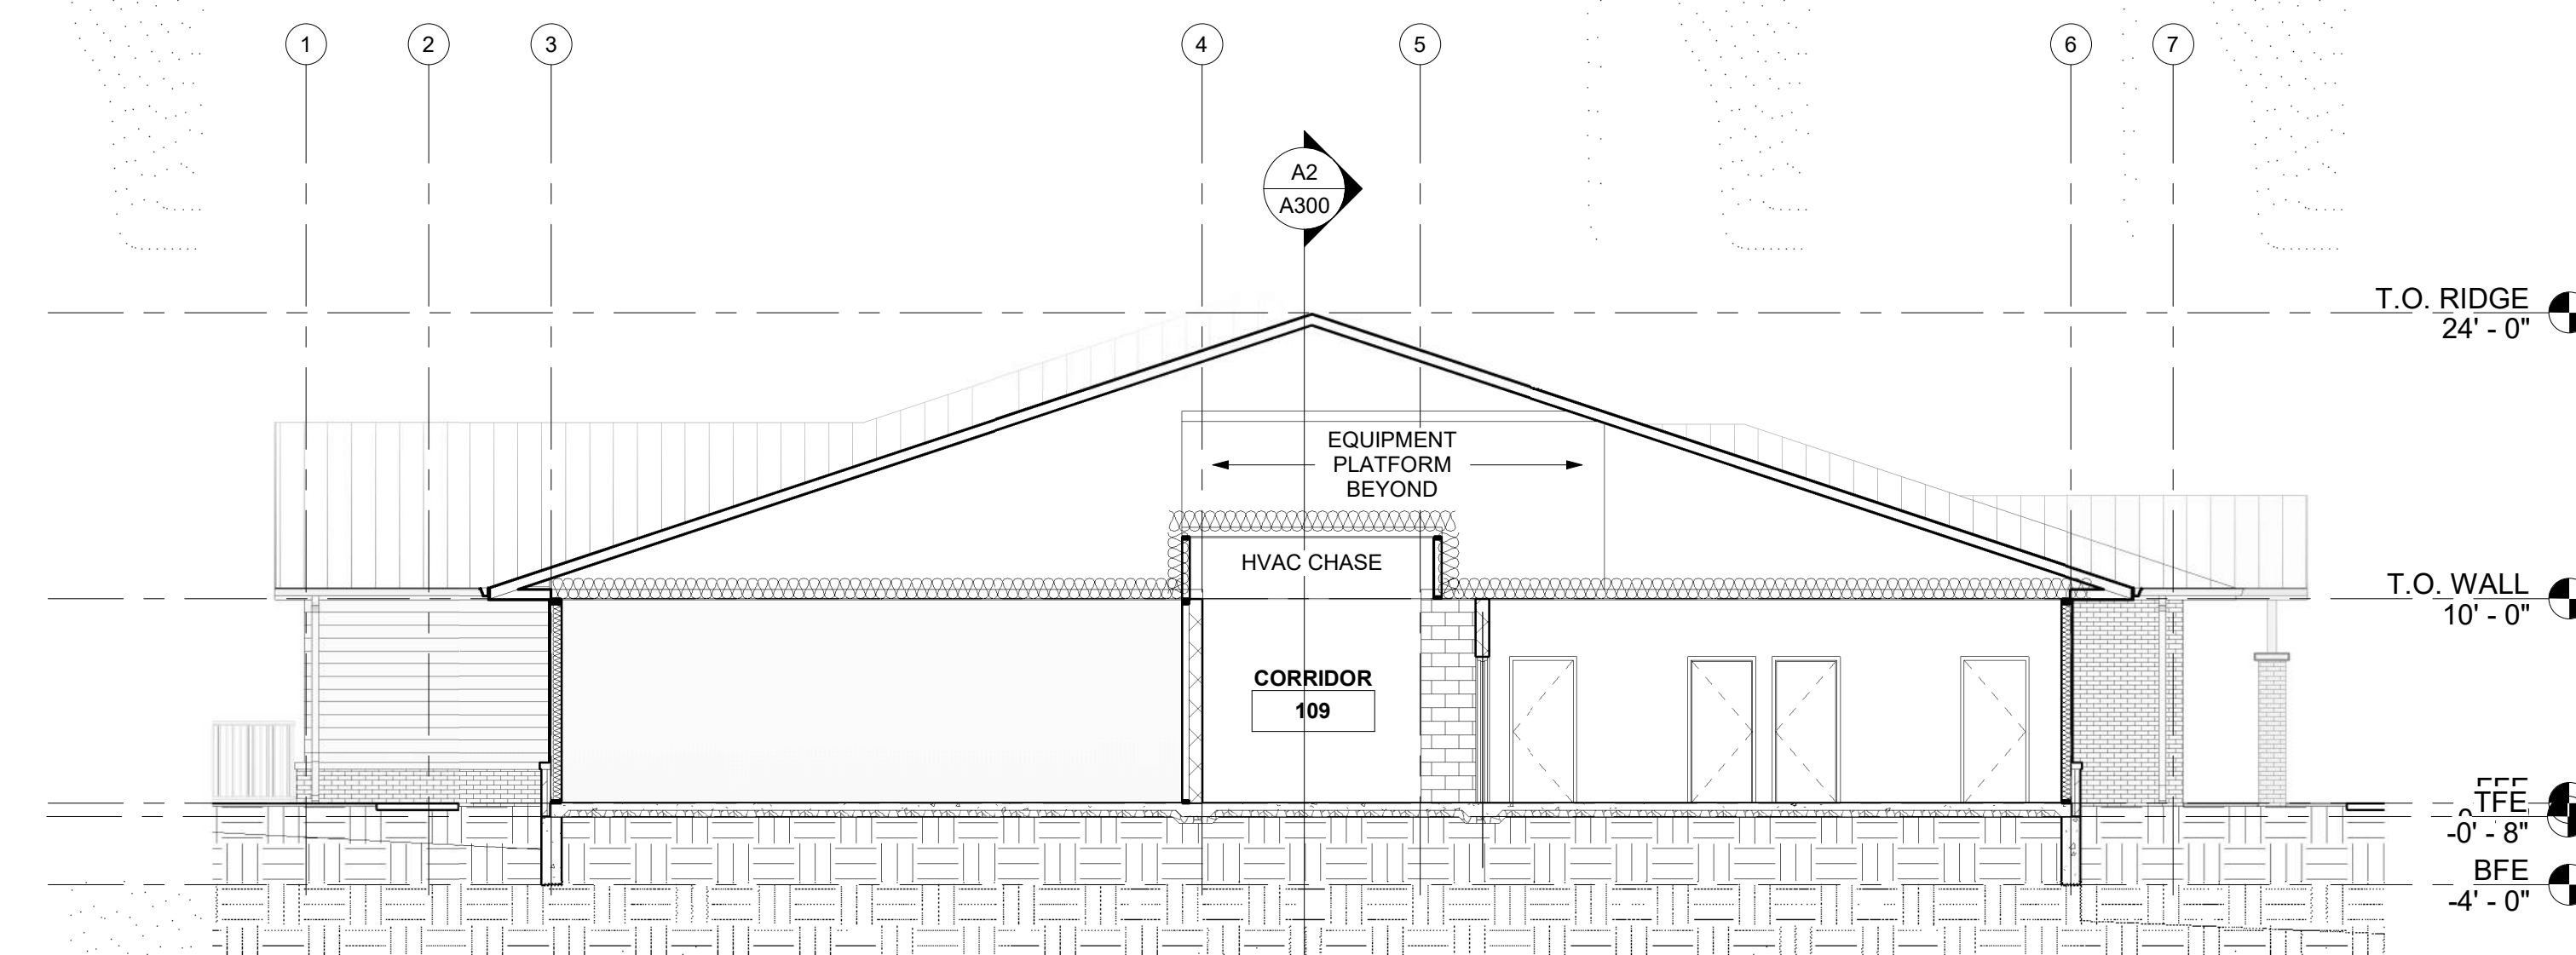 1 2 3 4 5 6 7
A2
A300
T.O. RIDGE
24' - 0"
EQUIPMENT
PLATFORM
BEYOND
HVAC CHASE
T.O. WALL
10' - 0"
CORRIDOR
109
TFE
-0' - 8"
BFE
-4' - 0"